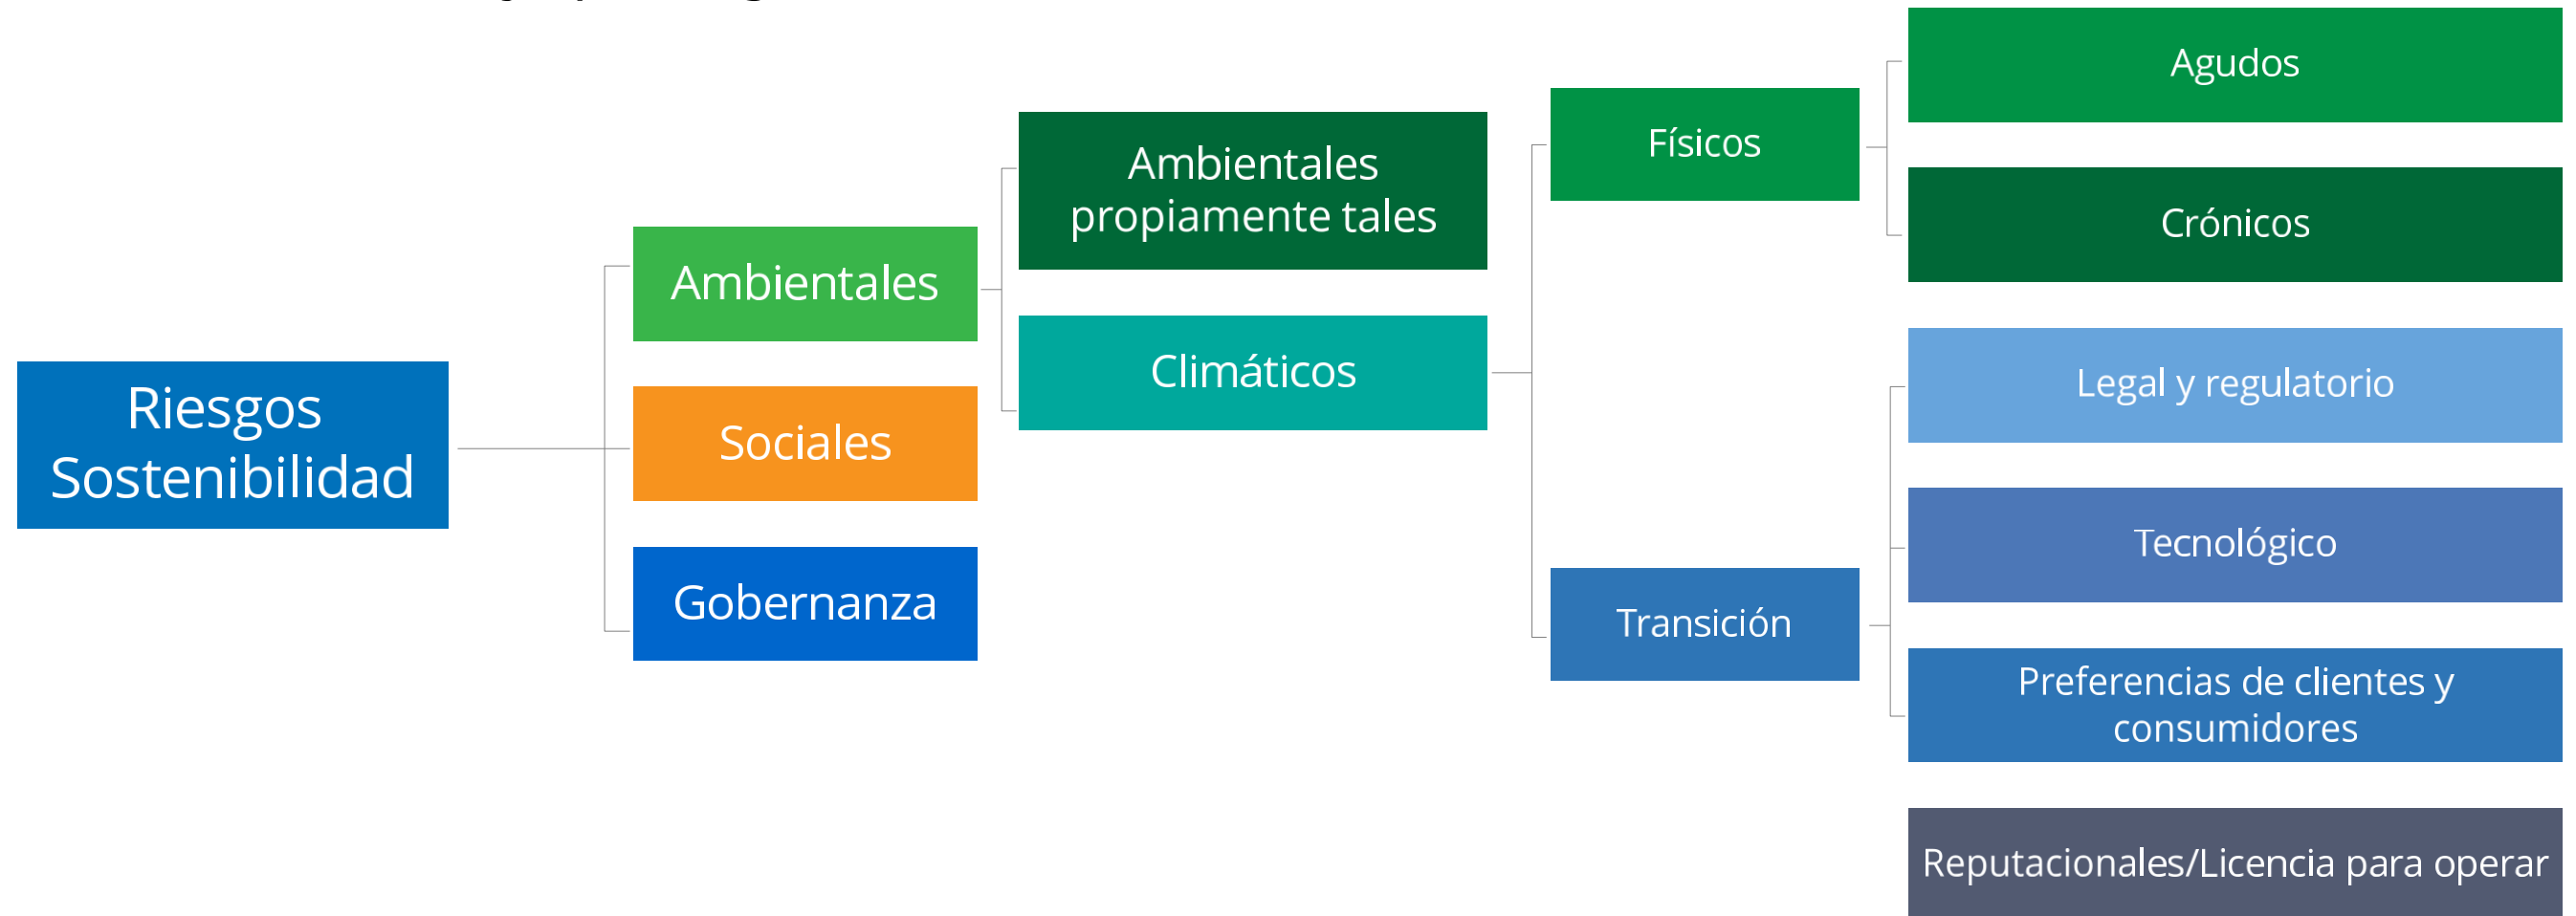 Riesgos
Sostenibilidad
Ambientales
Sociales
Gobernanza
Ambientales
propiamente tales
Climáticos
Físicos
Transición
Agudos
Crónicos
Legal y regulatorio
Tecnológico
Preferencias de clientes y
consumidores
Reputacionales/Licencia para operar